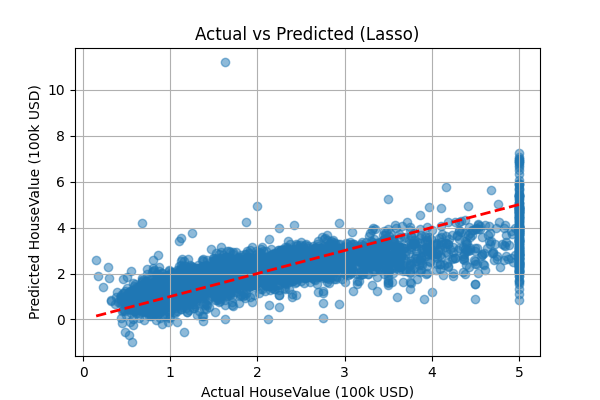 Actual vs Predicted (Lasso)
Predicted HouseValue (100k USD)
10
8
6
4
2
0
0 1 2 3 4 5
Actual HouseValue (100k USD)